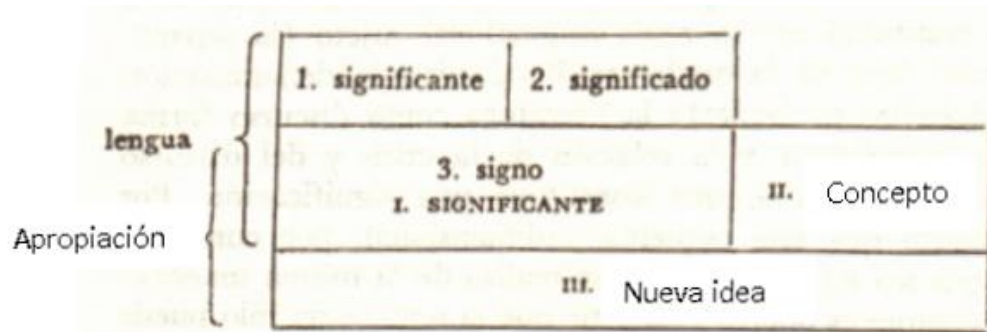 1. significante 2. significado
lengua
3. signo
I. SIGNIFICANTE
II. Concepto
Apropiación
III. Nueva idea